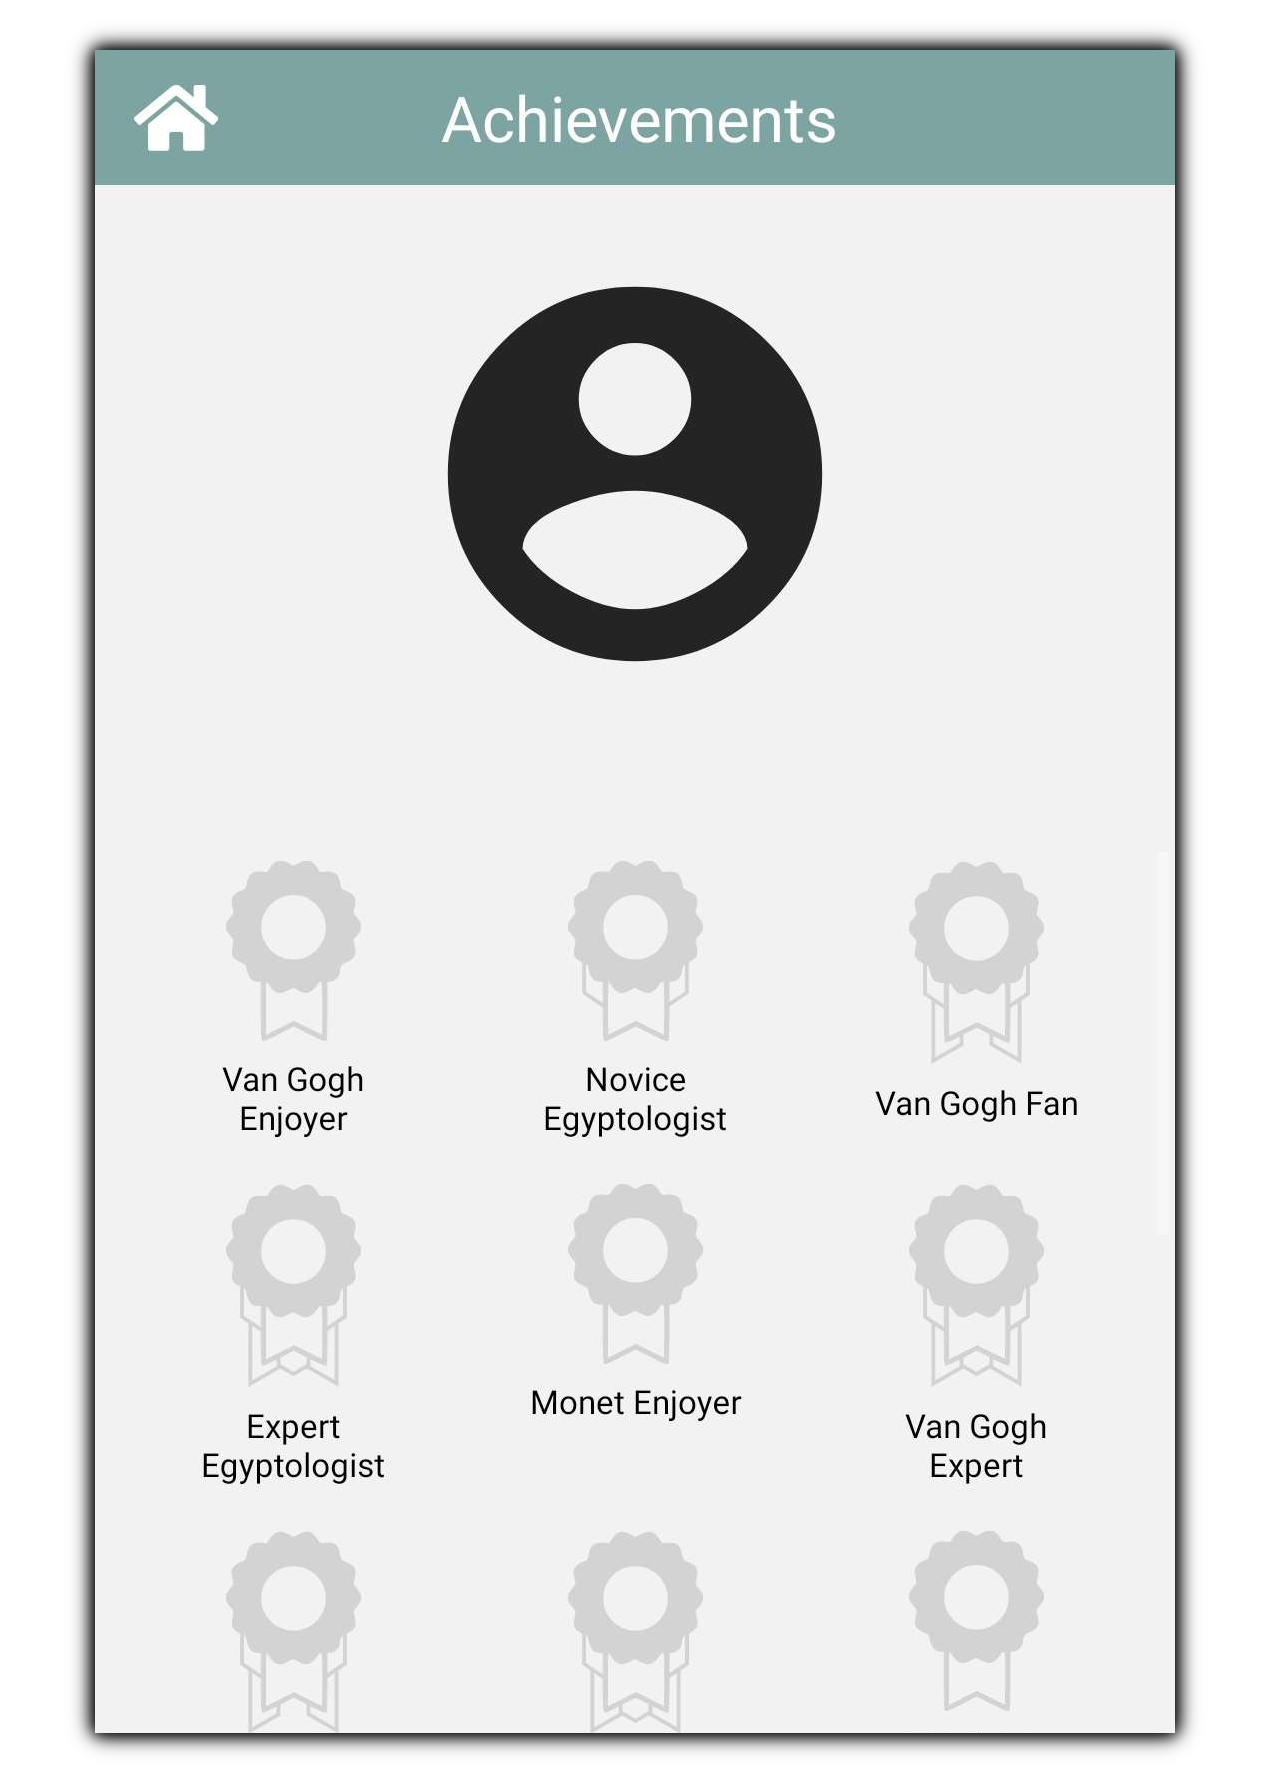 Achievements
Van Gogh
Enjoyer
Novice
Egyptologist
Van Gogh Fan
Expert
Egyptologist
Monet Enjoyer
Van Gogh
Expert